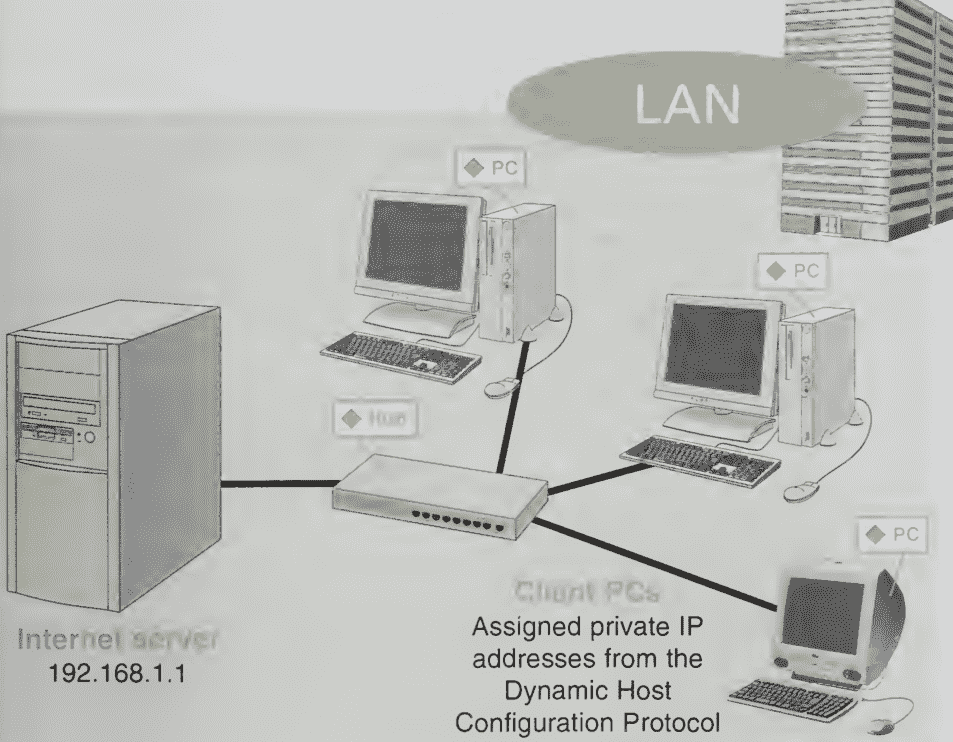 LAN
PC
PC
PC
Client PCs
Assigned private IP
addresses from the
Dynamic Host
Configuration Protocol
Internet server
192.168.1.1